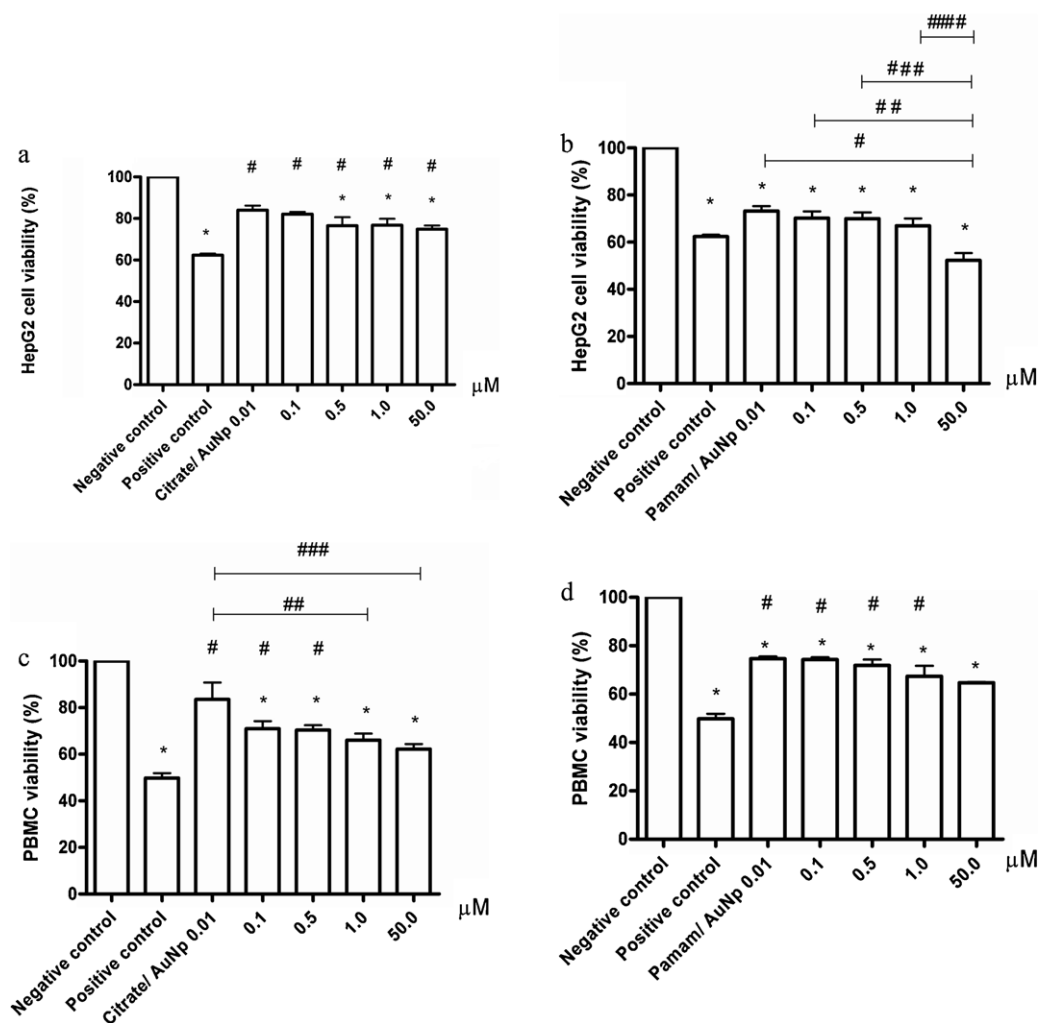 a
# # # # #
* * * *
HepG2 cell viability (%)
100
80
60
40
20
0
μM
Negative control
Positive control
Citrate/ AuNp 0.01
0.1
0.5
1.0
50.0
b
####
###
##
#
* * * * * *
HepG2 cell viability (%)
100
80
60
40
20
0
μM
Negative control
Positive control
Pamam/ AuNP 0.01
0.1
0.5
1.0
50.0
c
###
##
# # #
* * * * *
PBMC viability (%)
100
80
60
40
20
0
μM
Negative control
Positive control
Citrate/ AuNP 0.01
0.1
0.5
1.0
50.0
d
# # # #
* * * * * *
PBMC viability (%)
100
80
60
40
20
0
μM
Negative control
Positive control
Pamam/ AuNp 0.01
0.1
0.5
1.0
50.0